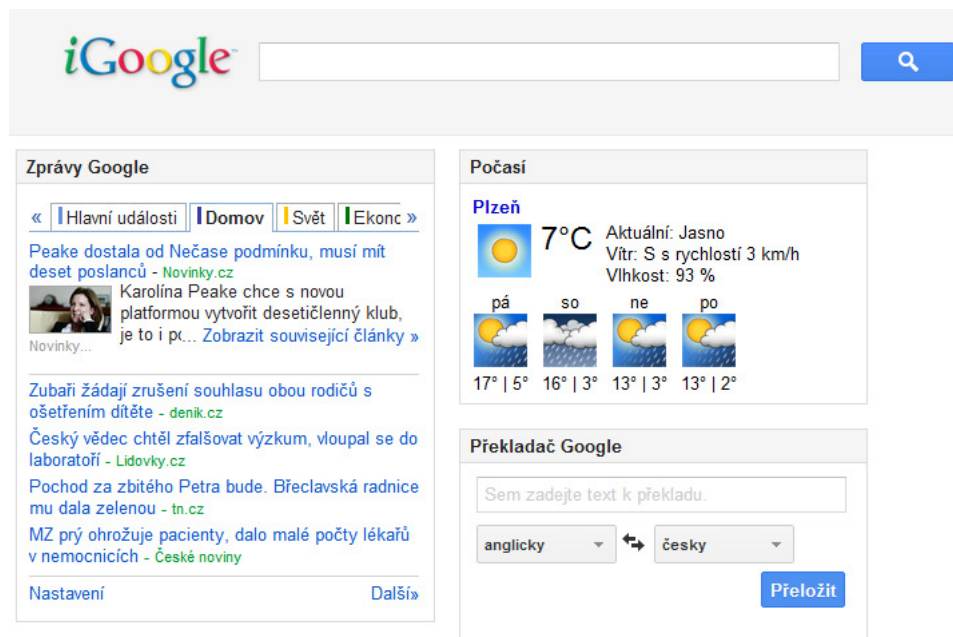 iGoogle™
Zprávy Google
« Hlavní události Domov Svět Ekonc »
Peake dostala od Nečase podmínku, musí mít
deset poslanců - Novinky.cz
Karolína Peake chce s novou
platformou vytvořit desetičlenný klub,
je to i pc... Zobrazit související články »
Novinky...
Zubaři žádají zrušení souhlasu obou rodičů s
ošetřením dítěte - denik.cz
Český vědec chtěl zfalšovat výzkum, vloupal se do
laboratoří - Lidovky.cz
Pochod za zbitého Petra bude. Břeclavská radnice
mu dala zelenou - tn.cz
MZ prý ohrožuje pacienty, dalo malé počty lékařů
v nemocnicích - České noviny
Nastavení Další»
Počasí
Plzeň
7°C
Aktuální: Jasno
Vítr: S s rychlostí 3 km/h
Vlhkost: 93 %
pá so ne po
17° | 5° 16° | 3° 13° | 3° 13° | 2°
Překladač Google
Sem zadejte text k překladu.
anglicky česky
Přeložit